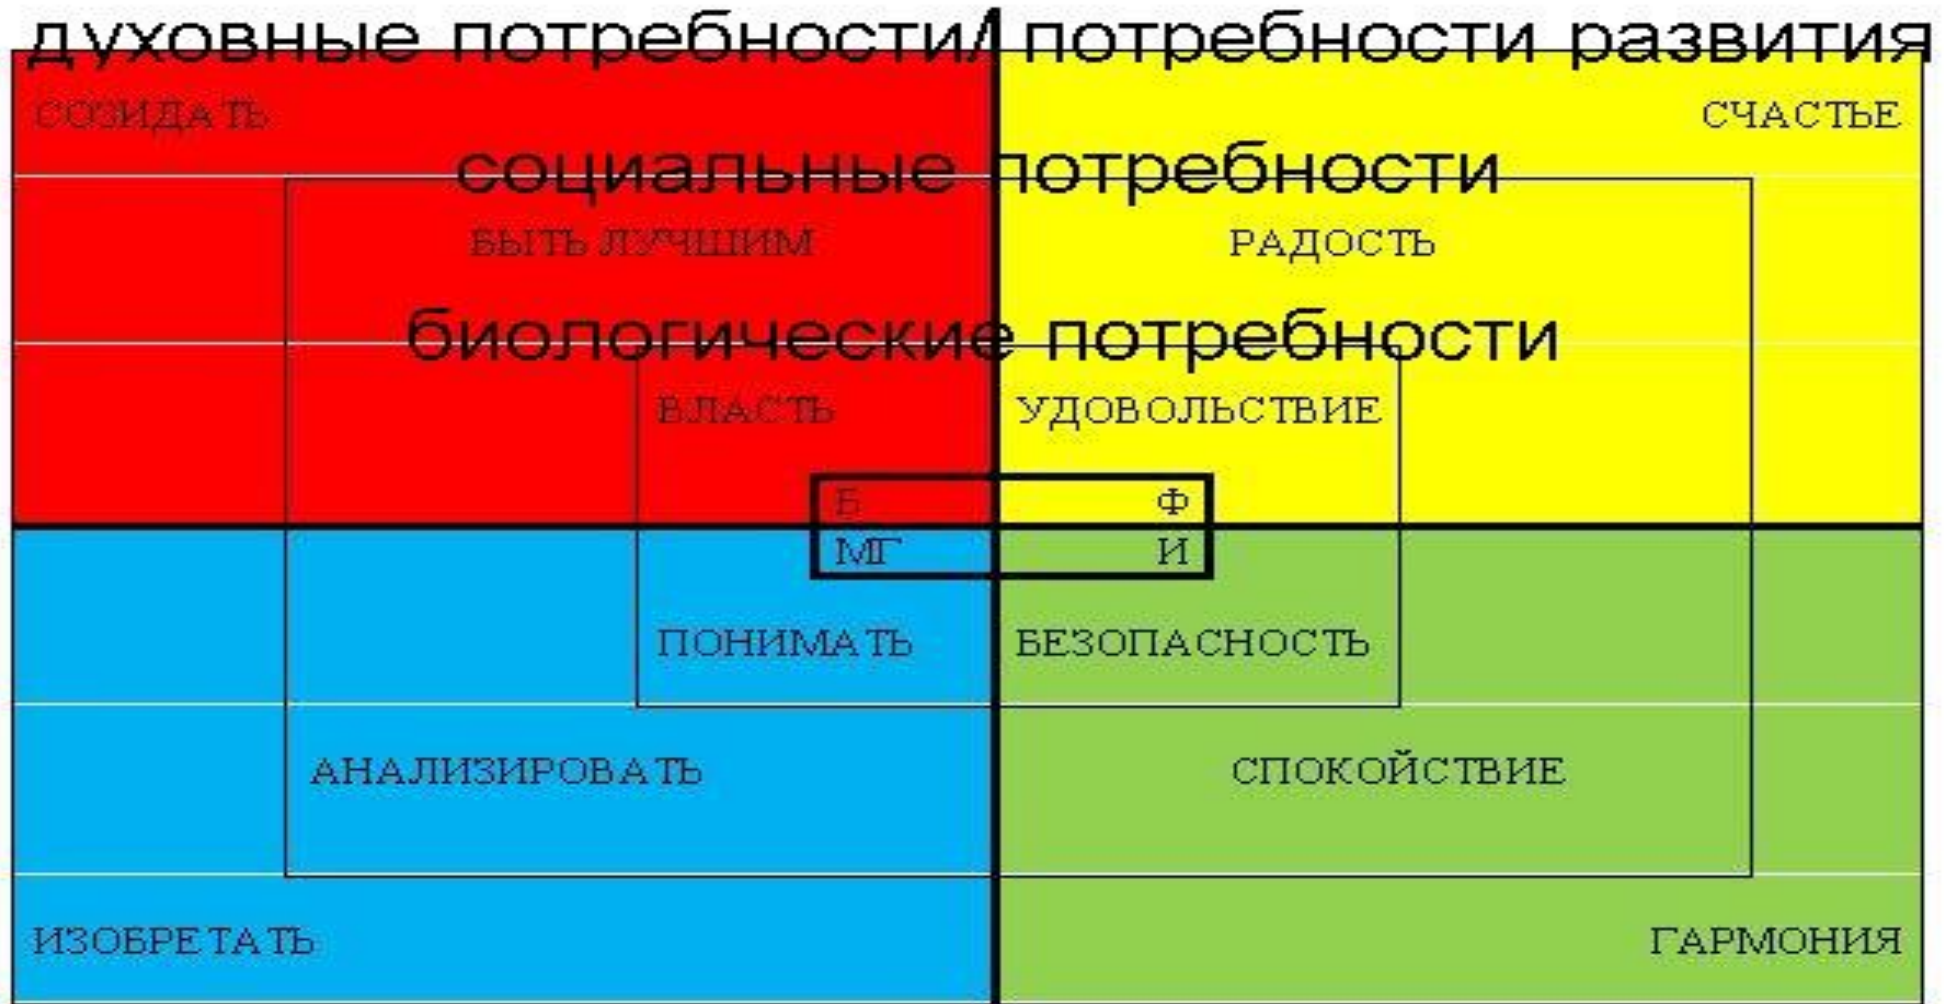 духовные потребности/ потребности развития
СОЗИДАТЬ СЧАСТЬЕ
социальные потребности
БЫТЬ ЛУЧШИМ РАДОСТЬ
биологические потребности
ВЛАСТЬ УДОВОЛЬСТВИЕ
Б Ф
МГ И
ПОНИМАТЬ БЕЗОПАСНОСТЬ
АНАЛИЗИРОВАТЬ СПОКОЙСТВИЕ
ИЗОБРЕТАТЬ ГАРМОНИЯ